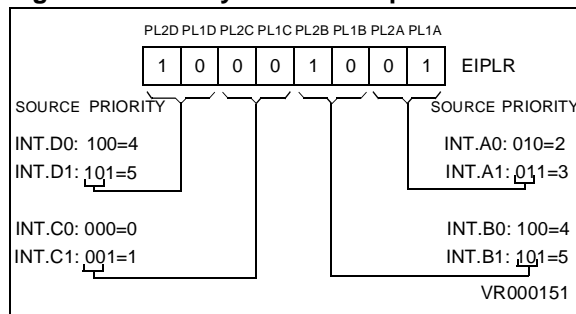 PL2D PL1D PL2C PL1C PL2B PL1B PL2A PL1A
1 0 0 0 1 0 0 1 EIPLR
SOURCE PRIORITY SOURCE PRIORITY
INT.D0: 100=4 INT.A0: 010=2
INT.D1: 101=5 INT.A1: 011=3
INT.C0: 000=0 INT.B0: 100=4
INT.C1: 001=1 INT.B1: 101=5
VR000151